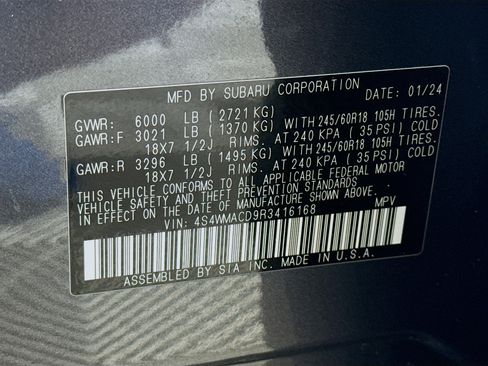 MFD BY SUBARU CORPORATION DATE: 01/24
GVWR: 6000 LB ( 2721 KG)
GAWR:F 3021 LB ( 1370 KG) WITH 245/60R18 105H TIRES.
18X7 1/2J RIMS. AT 240 KPA ( 35 PSI) COLD
GAWR:R 3296 LB ( 1495 KG) WITH 245/60R18 105H TIRES.
18X7 1/2J RIMS. AT 240 KPA ( 35 PSI) COLD
THIS VEHICLE CONFORMS TO ALL APPLICABLE FEDERAL MOTOR
VEHICLE SAFETY AND THEFT PREVENTION STANDARDS
IN EFFECT ON THE DATE OF MANUFACTURE SHOWN ABOVE.
VIN: 4S4WMACD9R3416168 MPV
ASSEMBLED BY SIA INC. MADE IN U.S.A.